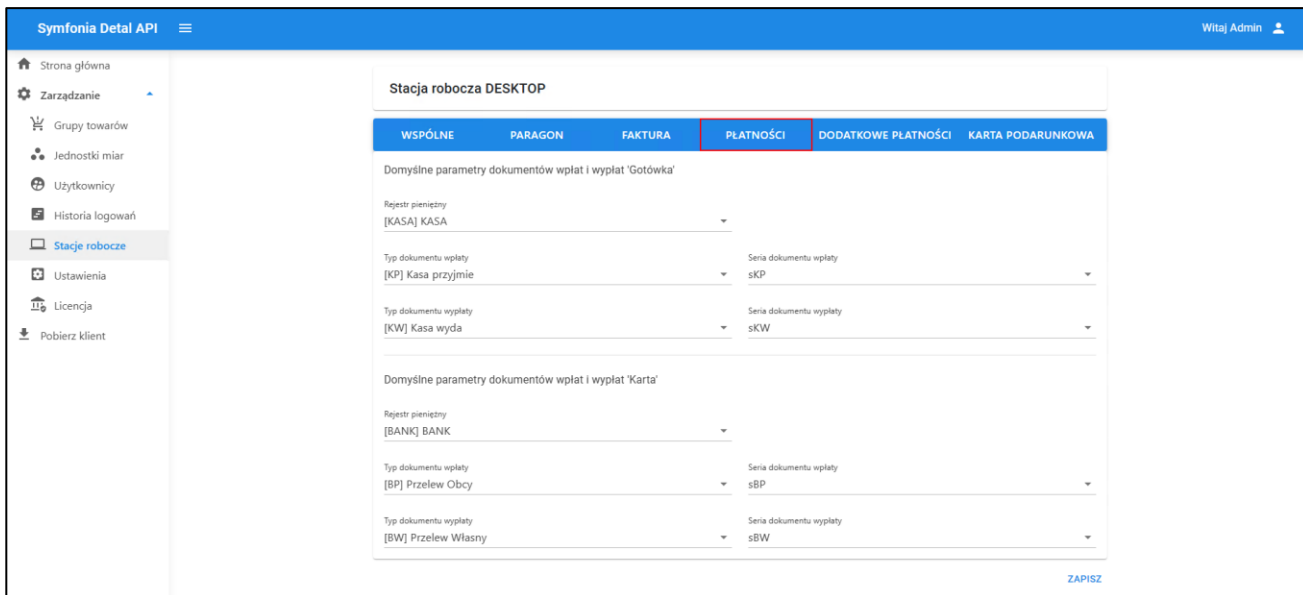 Symfonia Detal API
Witaj Admin
Strona główna
Zarządzanie
Grupy towarów
Jednostki miar
Użytkownicy
Historia logowań
Stacje robocze
Ustawienia
Licencja
Pobierz klient
Stacja robocza DESKTOP
WSPÓLNE PARAGON FAKTURA PŁATNOŚCI DODATKOWE PŁATNOŚCI KARTA PODARUNKOWA
Domyślne parametry dokumentów wpłat i wypłat 'Gotówka'
Rejestr pieniężny
[KASA] KASA
Typ dokumentu wpłaty Seria dokumentu wpłaty
[KP] Kasa przyjmie sKP
Typ dokumentu wypłaty Seria dokumentu wypłaty
[KW] Kasa wyda sKW
Domyślne parametry dokumentów wpłat i wypłat 'Karta'
Rejestr pieniężny
[BANK] BANK
Typ dokumentu wpłaty Seria dokumentu wpłaty
[BP] Przelew Obcy sBP
Typ dokumentu wypłaty Seria dokumentu wypłaty
[BW] Przelew Własny sBW
ZAPISZ